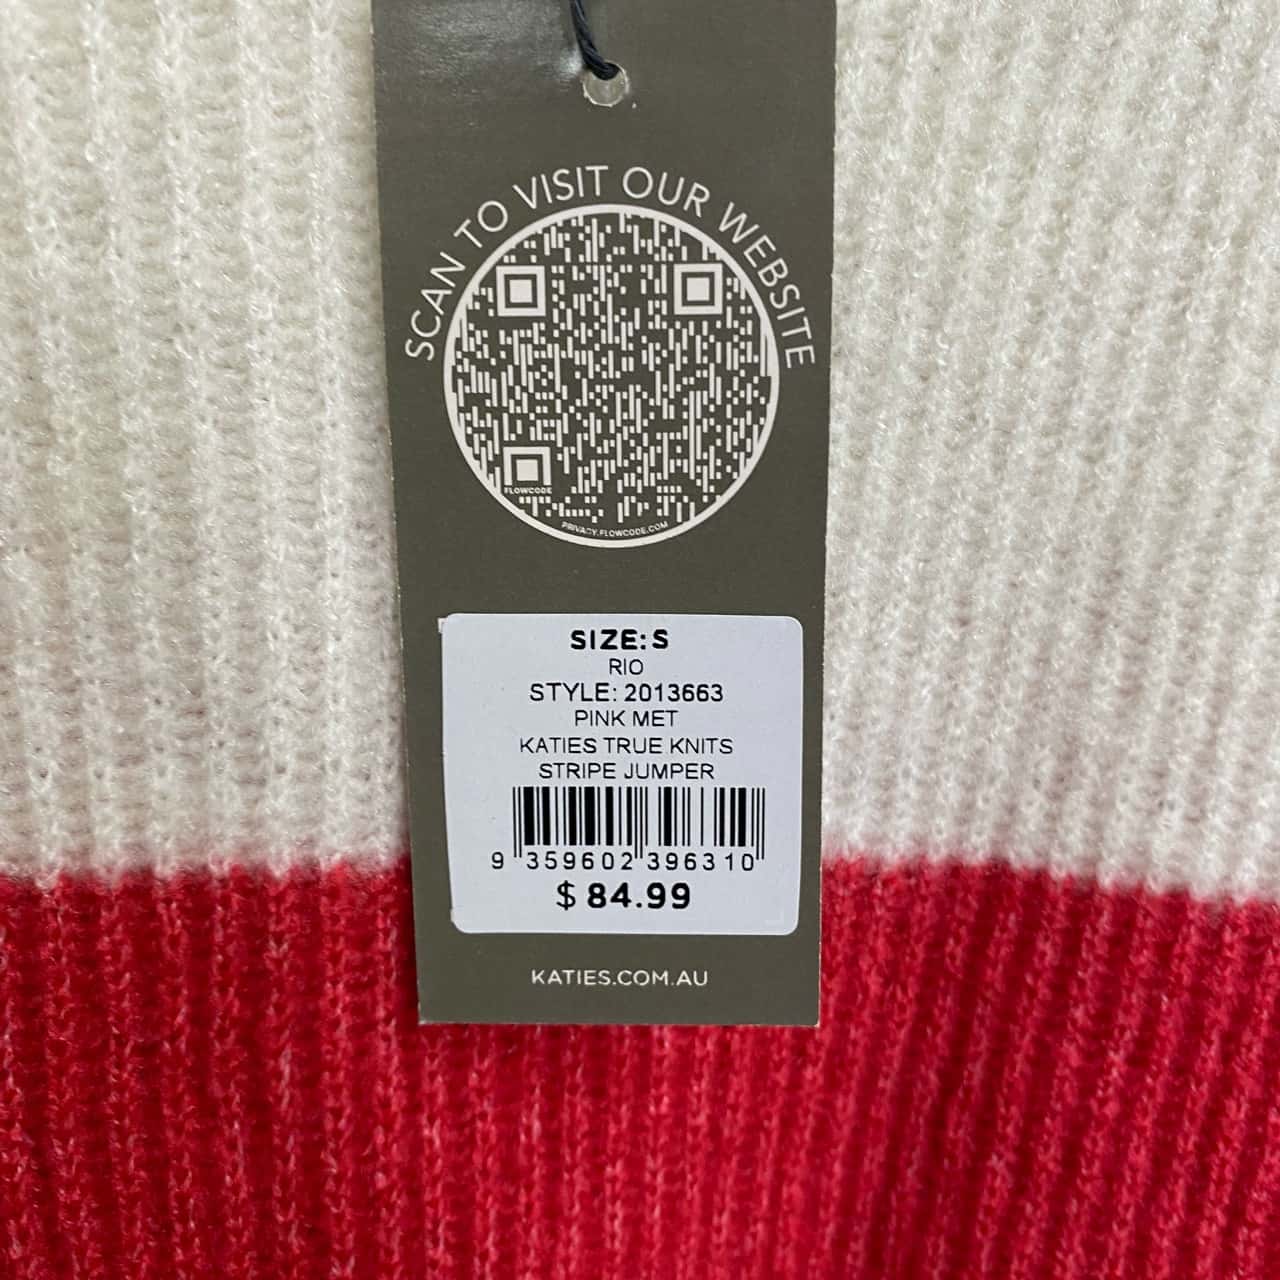 SCAN TO VISIT OUR WEBSITE
FLOWCODE
PRIVACY.FLOWCODE.COM
SIZE: S
RIO
STYLE: 2013663
PINK MET
KATIES TRUE KNITS
STRIPE JUMPER
9 359602 396310
$ 84.99
KATIES.COM.AU